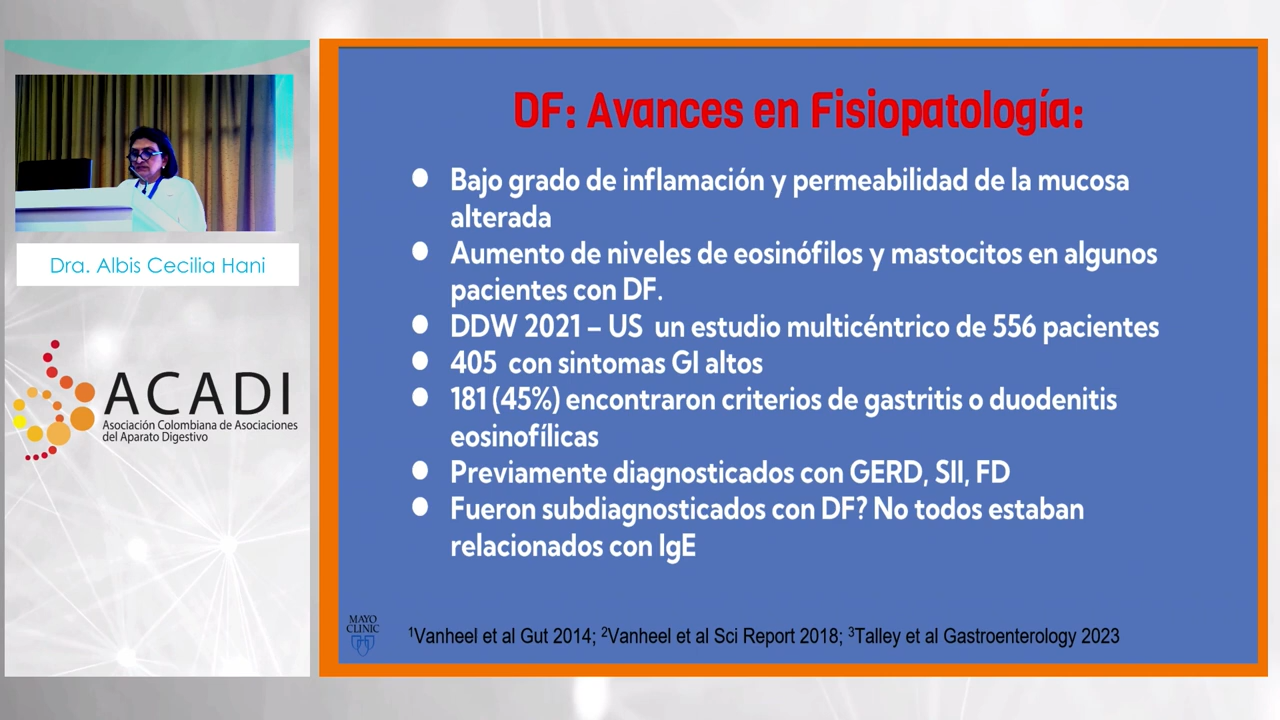 Dra. Albis Cecilia Hani
ACADI
Asociación Colombiana de Asociaciones
del Aparato Digestivo
DF: Avances en Fisiopatología:
● Bajo grado de inflamación y permeabilidad de la mucosa
alterada
● Aumento de niveles de eosinófilos y mastocitos en algunos
pacientes con DF.
● DDW 2021 – US un estudio multicéntrico de 556 pacientes
● 405 con sintomas GI altos
● 181 (45%) encontraron criterios de gastritis o duodenitis
eosinofílicas
● Previamente diagnosticados con GERD, SII, FD
● Fueron subdiagnosticados con DF? No todos estaban
relacionados con IgE
MAYO
CLINIC
¹Vanheel et al Gut 2014; ²Vanheel et al Sci Report 2018; ³Talley et al Gastroenterology 2023